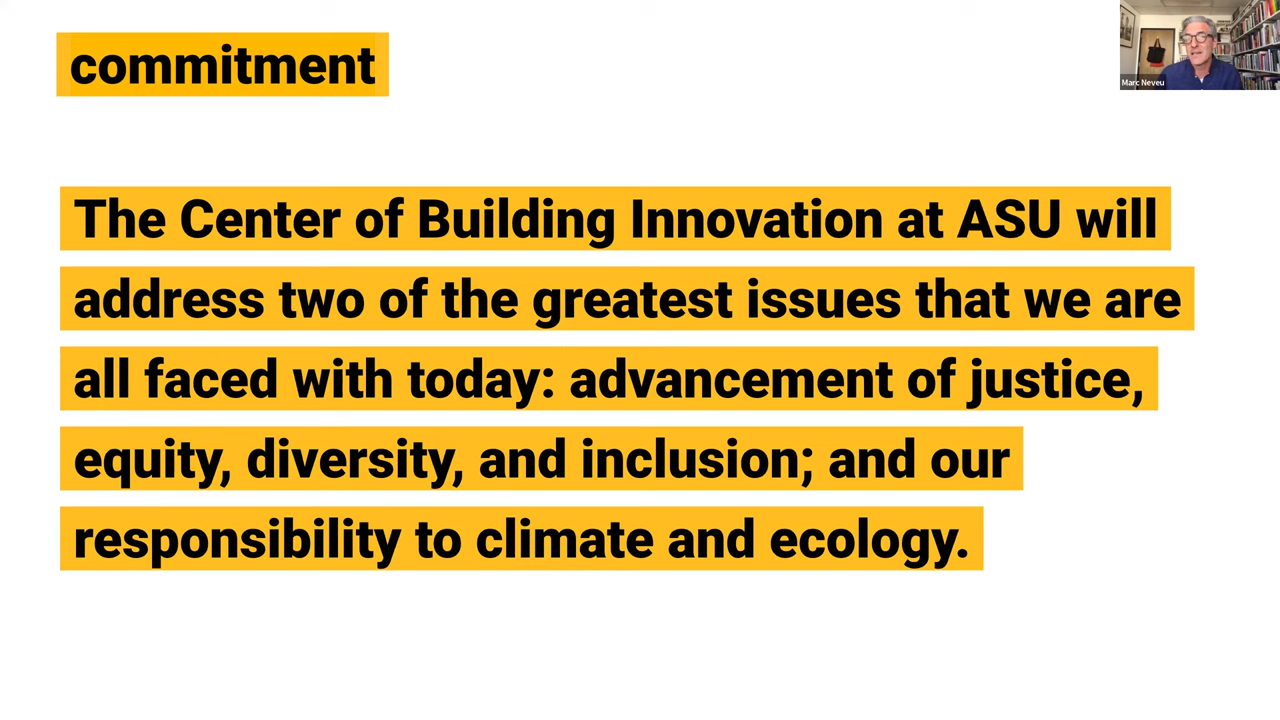 commitment
Marc Neveu
The Center of Building Innovation at ASU will
address two of the greatest issues that we are
all faced with today: advancement of justice,
equity, diversity, and inclusion; and our
responsibility to climate and ecology.